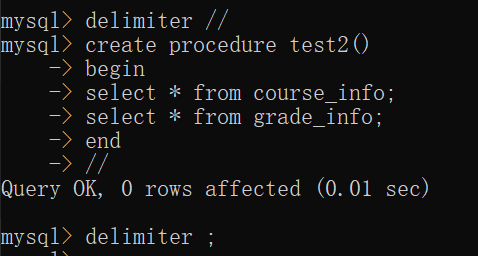 mysql> delimiter //
mysql> create procedure test2()
    -> begin
    -> select * from course_info;
    -> select * from grade_info;
    -> end
    -> //
Query OK, 0 rows affected (0.01 sec)

mysql> delimiter ;